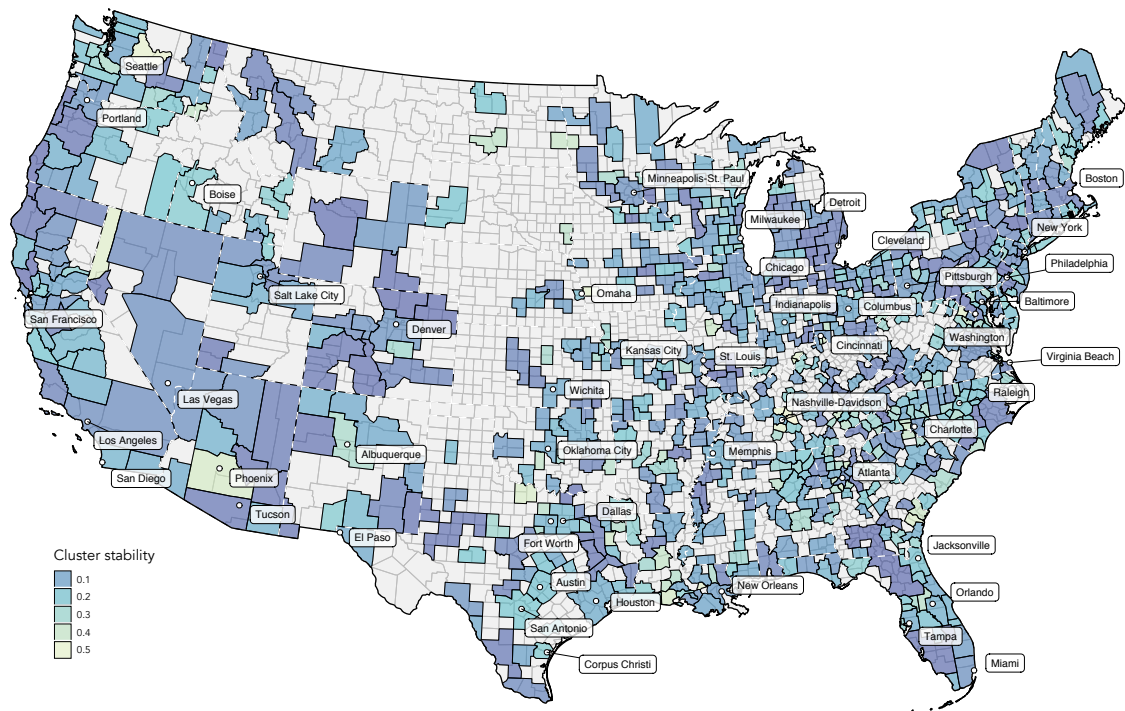 Seattle
Portland
Boise
Minneapolis-St. Paul
Boston
Detroit
Milwaukee
New York
Cleveland
Philadelphia
Chicago
Pittsburgh
Salt Lake City
Omaha
Indianapolis
Columbus
Baltimore
San Francisco
Denver
Washington
Cincinnati
Kansas City
St. Louis
Virginia Beach
Wichita
Raleigh
Las Vegas
Nashville-Davidson
Charlotte
Los Angeles
Albuquerque
Oklahoma City
Memphis
Atlanta
San Diego
Phoenix
Tucson
Dallas
El Paso
Fort Worth
Jacksonville
Cluster stability
0.1
0.2
0.3
0.4
0.5
Austin
New Orleans
Houston
Orlando
San Antonio
Tampa
Corpus Christi
Miami